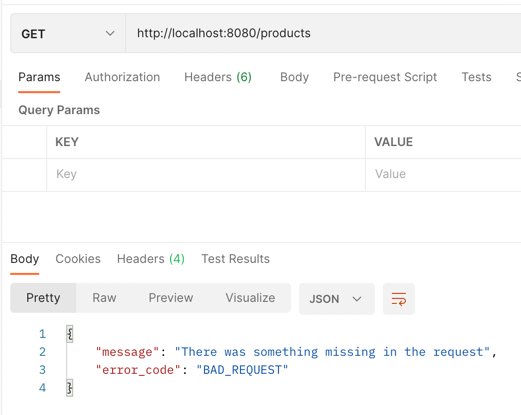 GET http://localhost:8080/products
Params Authorization Headers (6) Body Pre-request Script Tests S
Query Params
KEY VALUE
Key Value
Body Cookies Headers (4) Test Results
Pretty Raw Preview Visualize JSON
1 {
2 "message": "There was something missing in the request",
3 "error_code": "BAD_REQUEST"
4 }